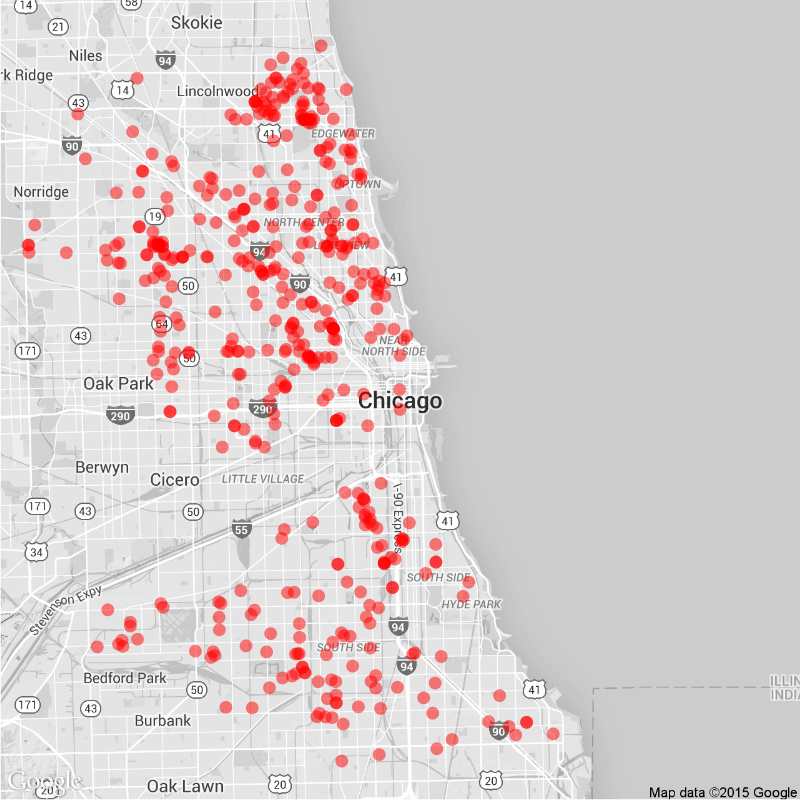 14
58
21
Skokie
Niles
94
rk Ridge
14
Lincolnwood
43
41
EDGEWATER
90
UPTOWN
Norridge
19
NORTH CENTER
LAKEVIEW
94
41
50
90
64
43
NEAR
NORTH SIDE
171
50
Oak Park
290
290
Chicago
Berwyn
Cicero
LITTLE VILLAGE
171
43
50
I-90 Express
41
55
34
SOUTH SIDE
Stevenson Expy
HYDE PARK
94
SOUTH SIDE
94
Bedford Park
ILLIN
INDIA
50
41
171
43
Burbank
90
Google
20
Oak Lawn
20
20
Map data ©2015 Google